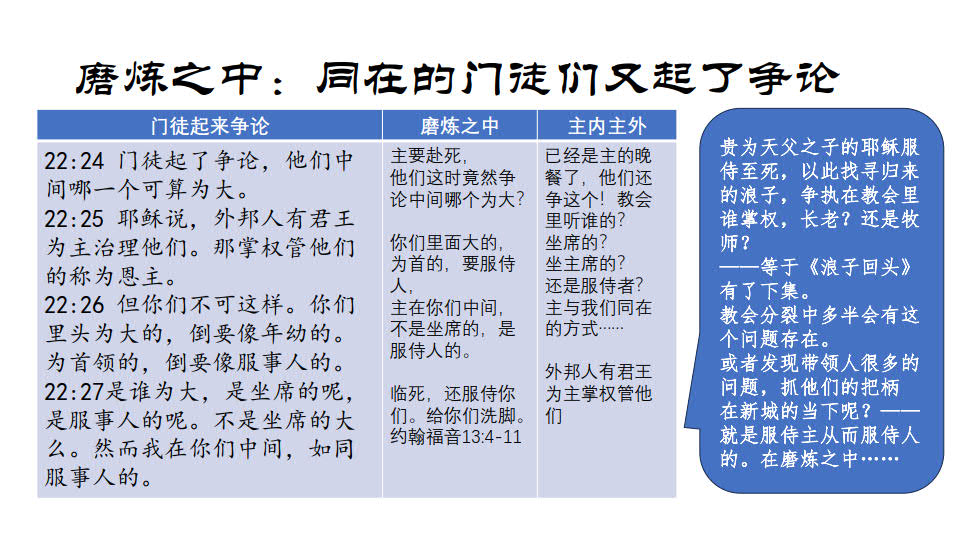 磨炼之中：同在的门徒们又起了争论
门徒起来争论
磨炼之中
主内主外
22:24 门徒起了争论，他们中
间哪一个可算为大。
22:25 耶稣说，外邦人有君王
为主治理他们。那掌权管他们
的称为恩主。
22:26 但你们不可这样。你们
里头为大的，倒要像年幼的。
为首领的，倒要像服事人的。
22:27是谁为大，是坐席的呢，
是服事人的呢。不是坐席的大
么。然而我在你们中间，如同
服事人的。
主要赴死，
他们这时竟然争
论中间哪个为大？
你们里面大的，
为首的，要服侍
人，
主在你们中间，
不是坐席的，是
服侍人的。
临死，还服侍你
们。给你们洗脚。
约翰福音13:4-11
已经是主的晚
餐了，他们还
争这个！教会
里听谁的？
坐席的？
坐主席的？
还是服侍者？
主与我们同在
的方式……
外邦人有君王
为主掌权管他
们
贵为天父之子的耶稣服
侍至死，以此找寻归来
的浪子，争执在教会里
谁掌权，长老？还是牧
师？
——等于《浪子回头》
有了下集。
教会分裂中多半会有这
个问题存在。
或者发现带领人很多的
问题，抓他们的把柄
在新城的当下呢？——
就是服侍主从而服侍人
的。在磨炼之中……